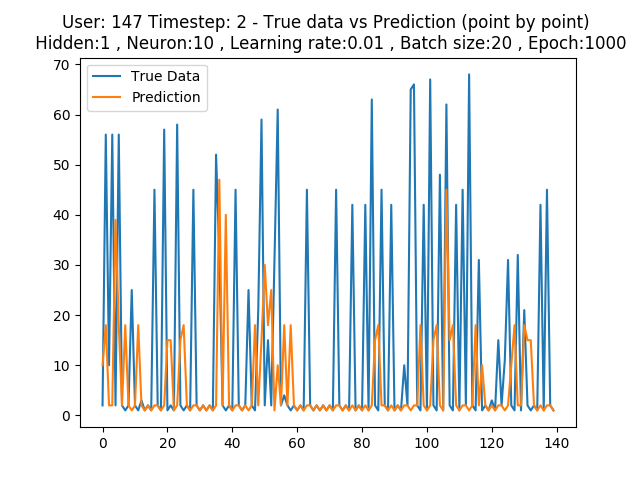 User: 147 Timestep: 2 - True data vs Prediction (point by point)
Hidden:1 , Neuron:10 , Learning rate:0.01 , Batch size:20 , Epoch:1000
True Data
Prediction
70
60
50
40
30
20
10
0
0 20 40 60 80 100 120 140